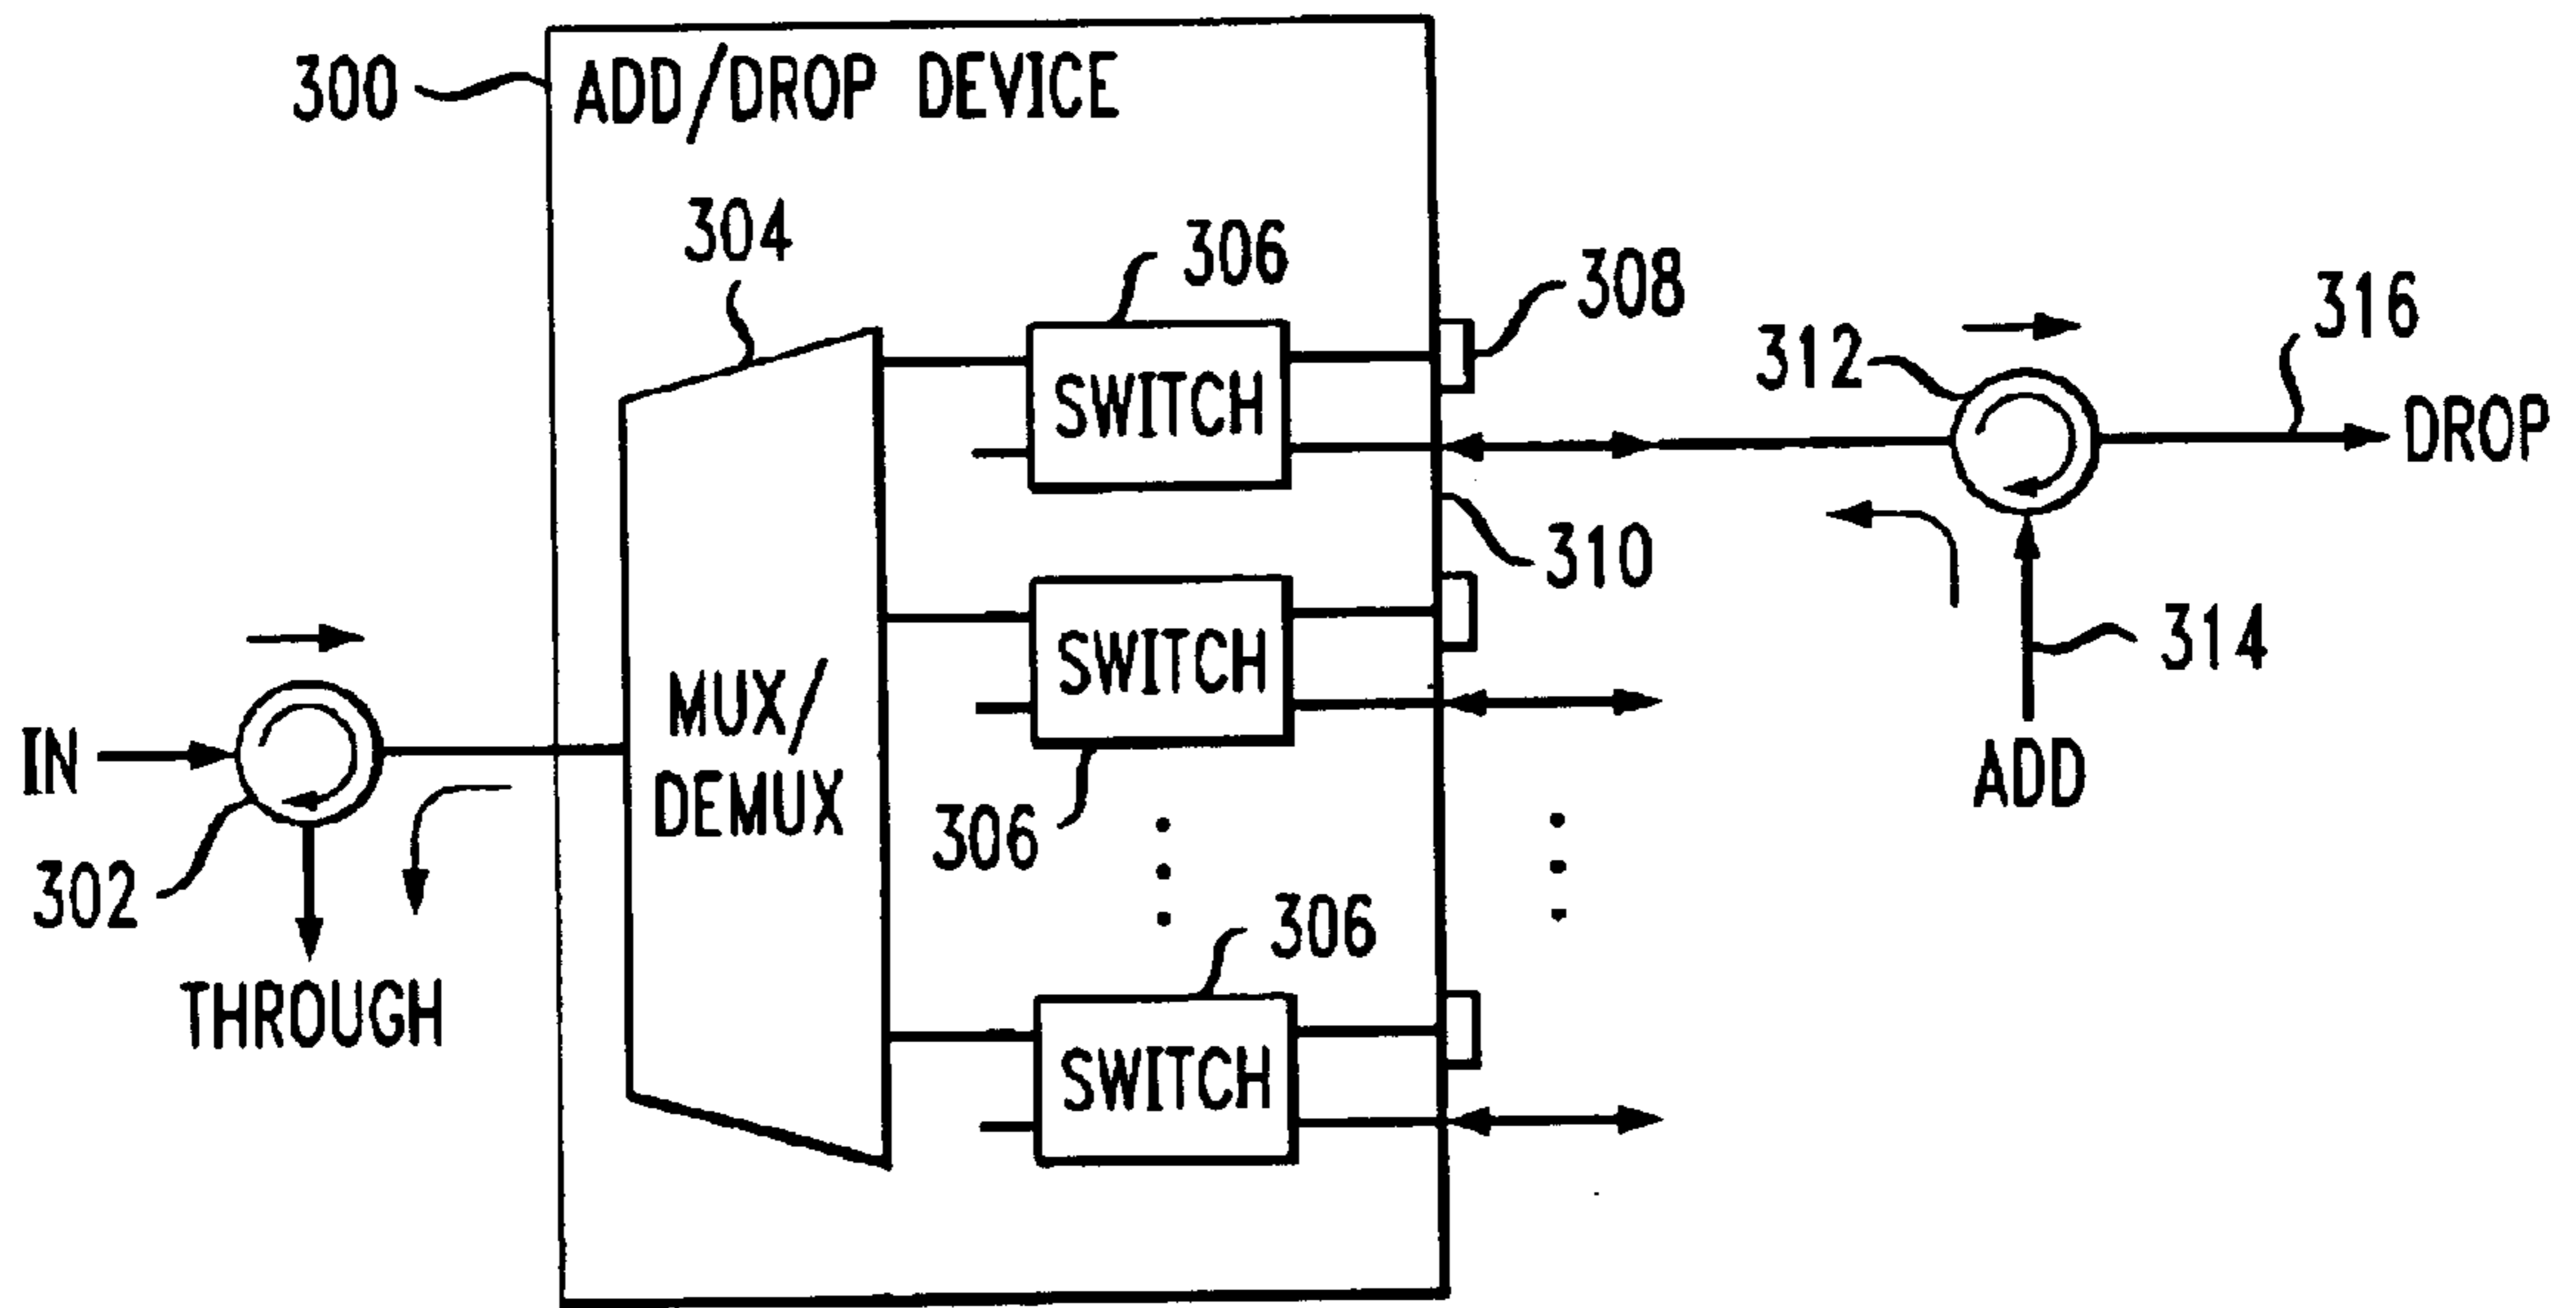 300
ADD/DROP DEVICE
304
306
308
312
316
SWITCH
DROP
310
SWITCH
314
MUX/
DEMUX
IN
ADD
306
302
306
THROUGH
SWITCH